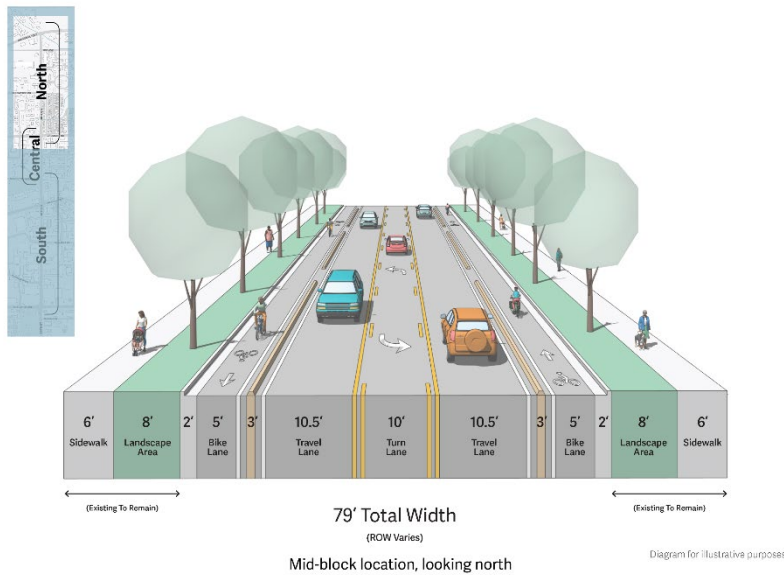 North
Central
South
6’
8’
2’
5’
3’
10.5’
10’
10.5’
3’
5’
2’
8’
6’
Sidewalk
Landscape
Area
Bike
Lane
Travel
Lane
Turn
Lane
Travel
Lane
Bike
Lane
Landscape
Area
Sidewalk
(Existing To Remain)
(Existing To Remain)
79’ Total Width
(ROW Varies)
Mid-block location, looking north
Diagram for illustrative purposes